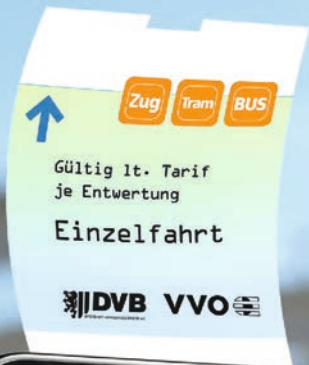 Zug Tram BUS
Gültig lt. Tarif
je Entwertung
Einzelfahrt
DVB VVO